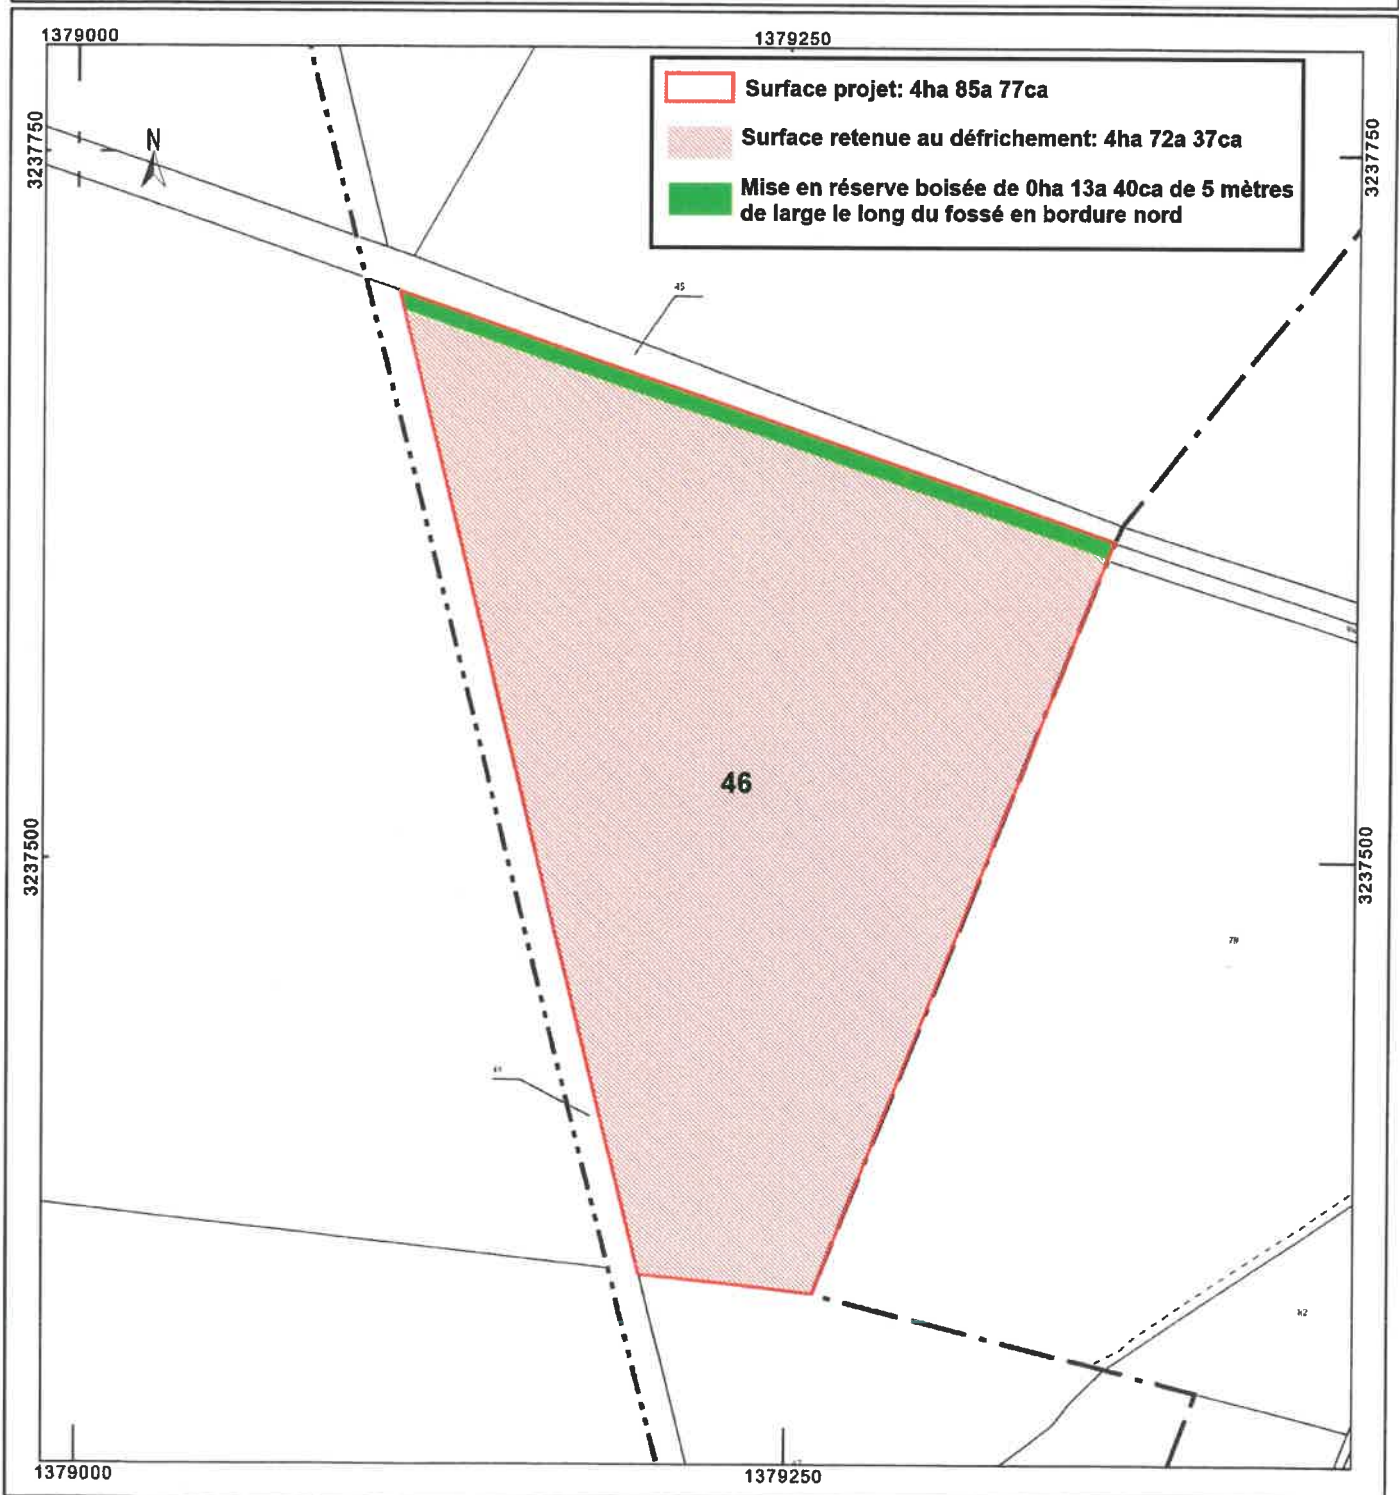 1379000
1379250
Surface projet: 4ha 85a 77ca
Surface retenue au défrichement: 4ha 72a 37ca
Mise en réserve boisée de 0ha 13a 40ca de 5 mètres
de large le long du fossé en bordure nord
3237750
N
3237750
45
46
3237500
3237500
79
82
1379000
1379250